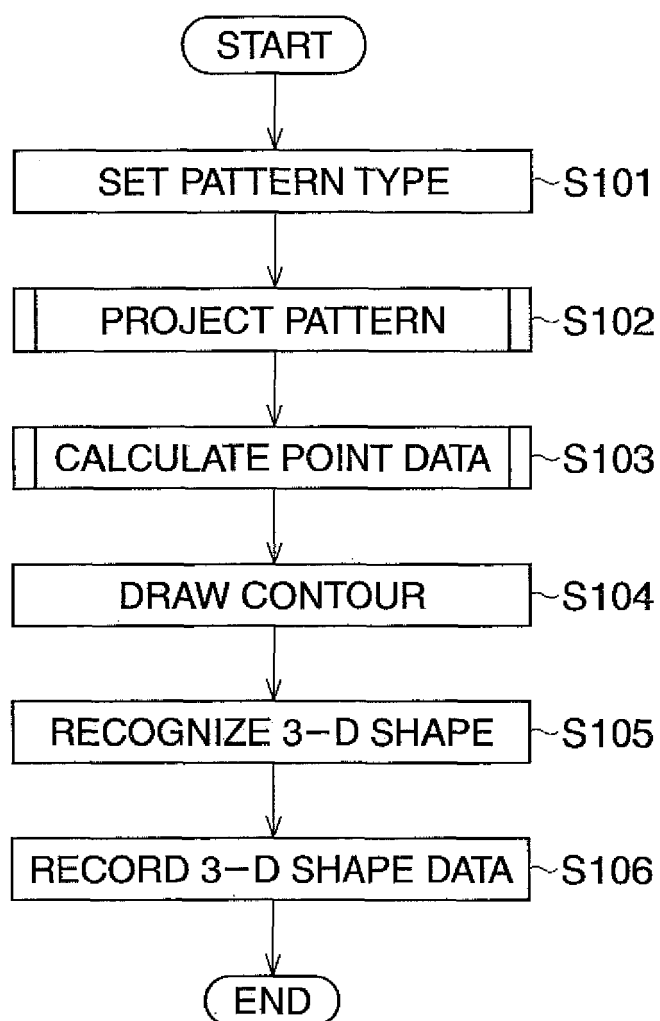 START
SET PATTERN TYPE ~S101
PROJECT PATTERN ~S102
CALCULATE POINT DATA ~S103
DRAW CONTOUR ~S104
RECOGNIZE 3-D SHAPE ~S105
RECORD 3-D SHAPE DATA ~S106
END